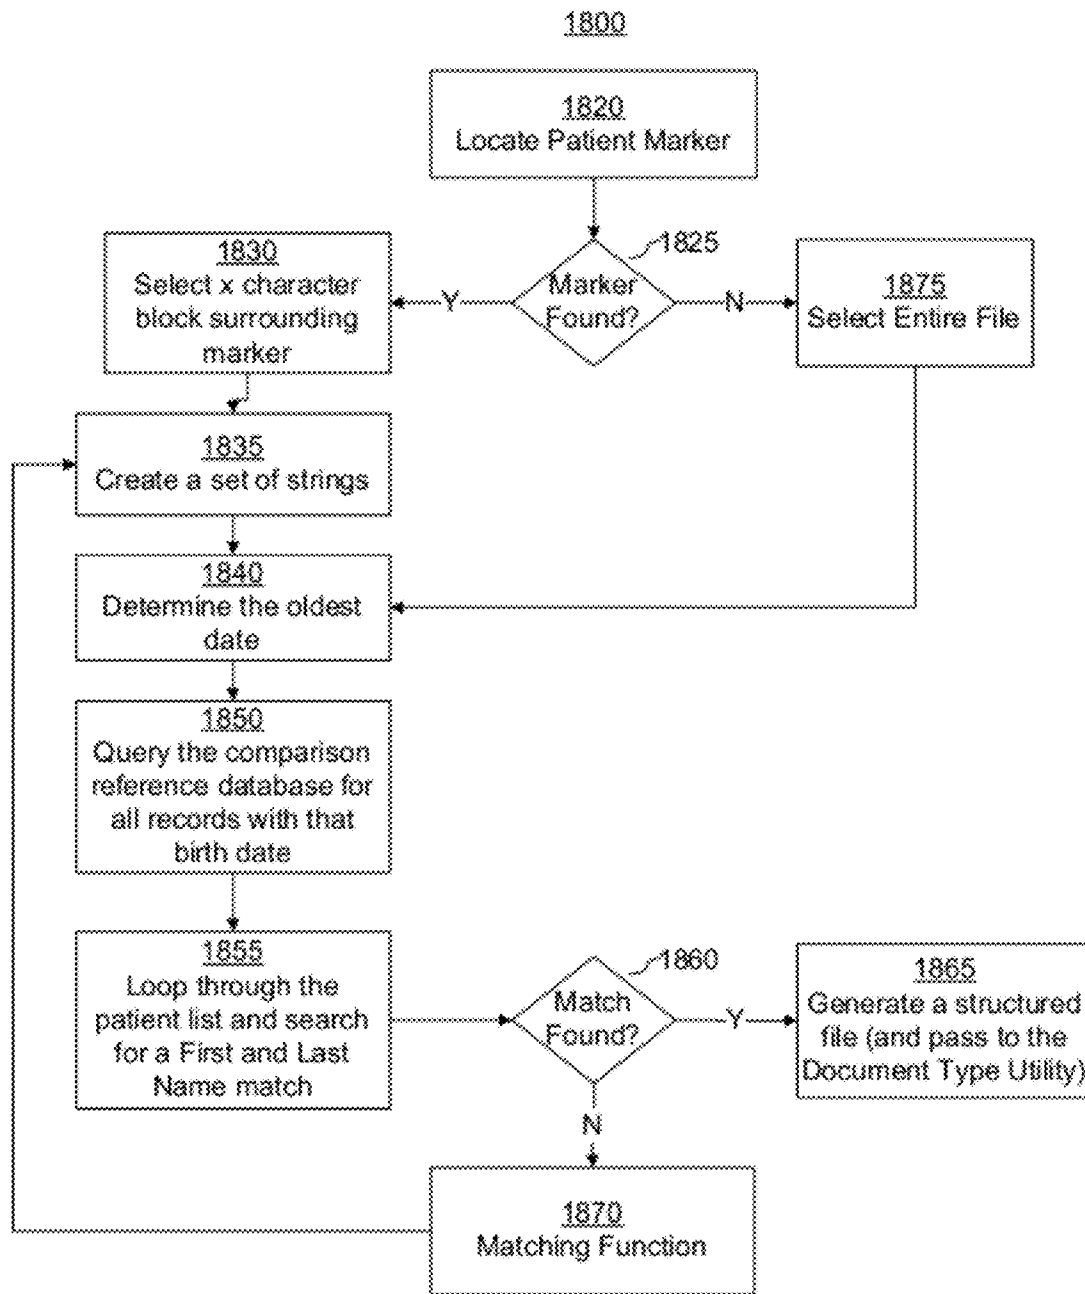 1800
1820
Locate Patient Marker
1825
Marker
Found?
Y
N
1830
Select x character
block surrounding
marker
1875
Select Entire File
1835
Create a set of strings
1840
Determine the oldest
date
1850
Query the comparison
reference database for
all records with that
birth date
1855
Loop through the
patient list and search
for a First and Last
Name match
1860
Match
Found?
Y
N
1865
Generate a structured
file (and pass to the
Document Type Utility)
1870
Matching Function